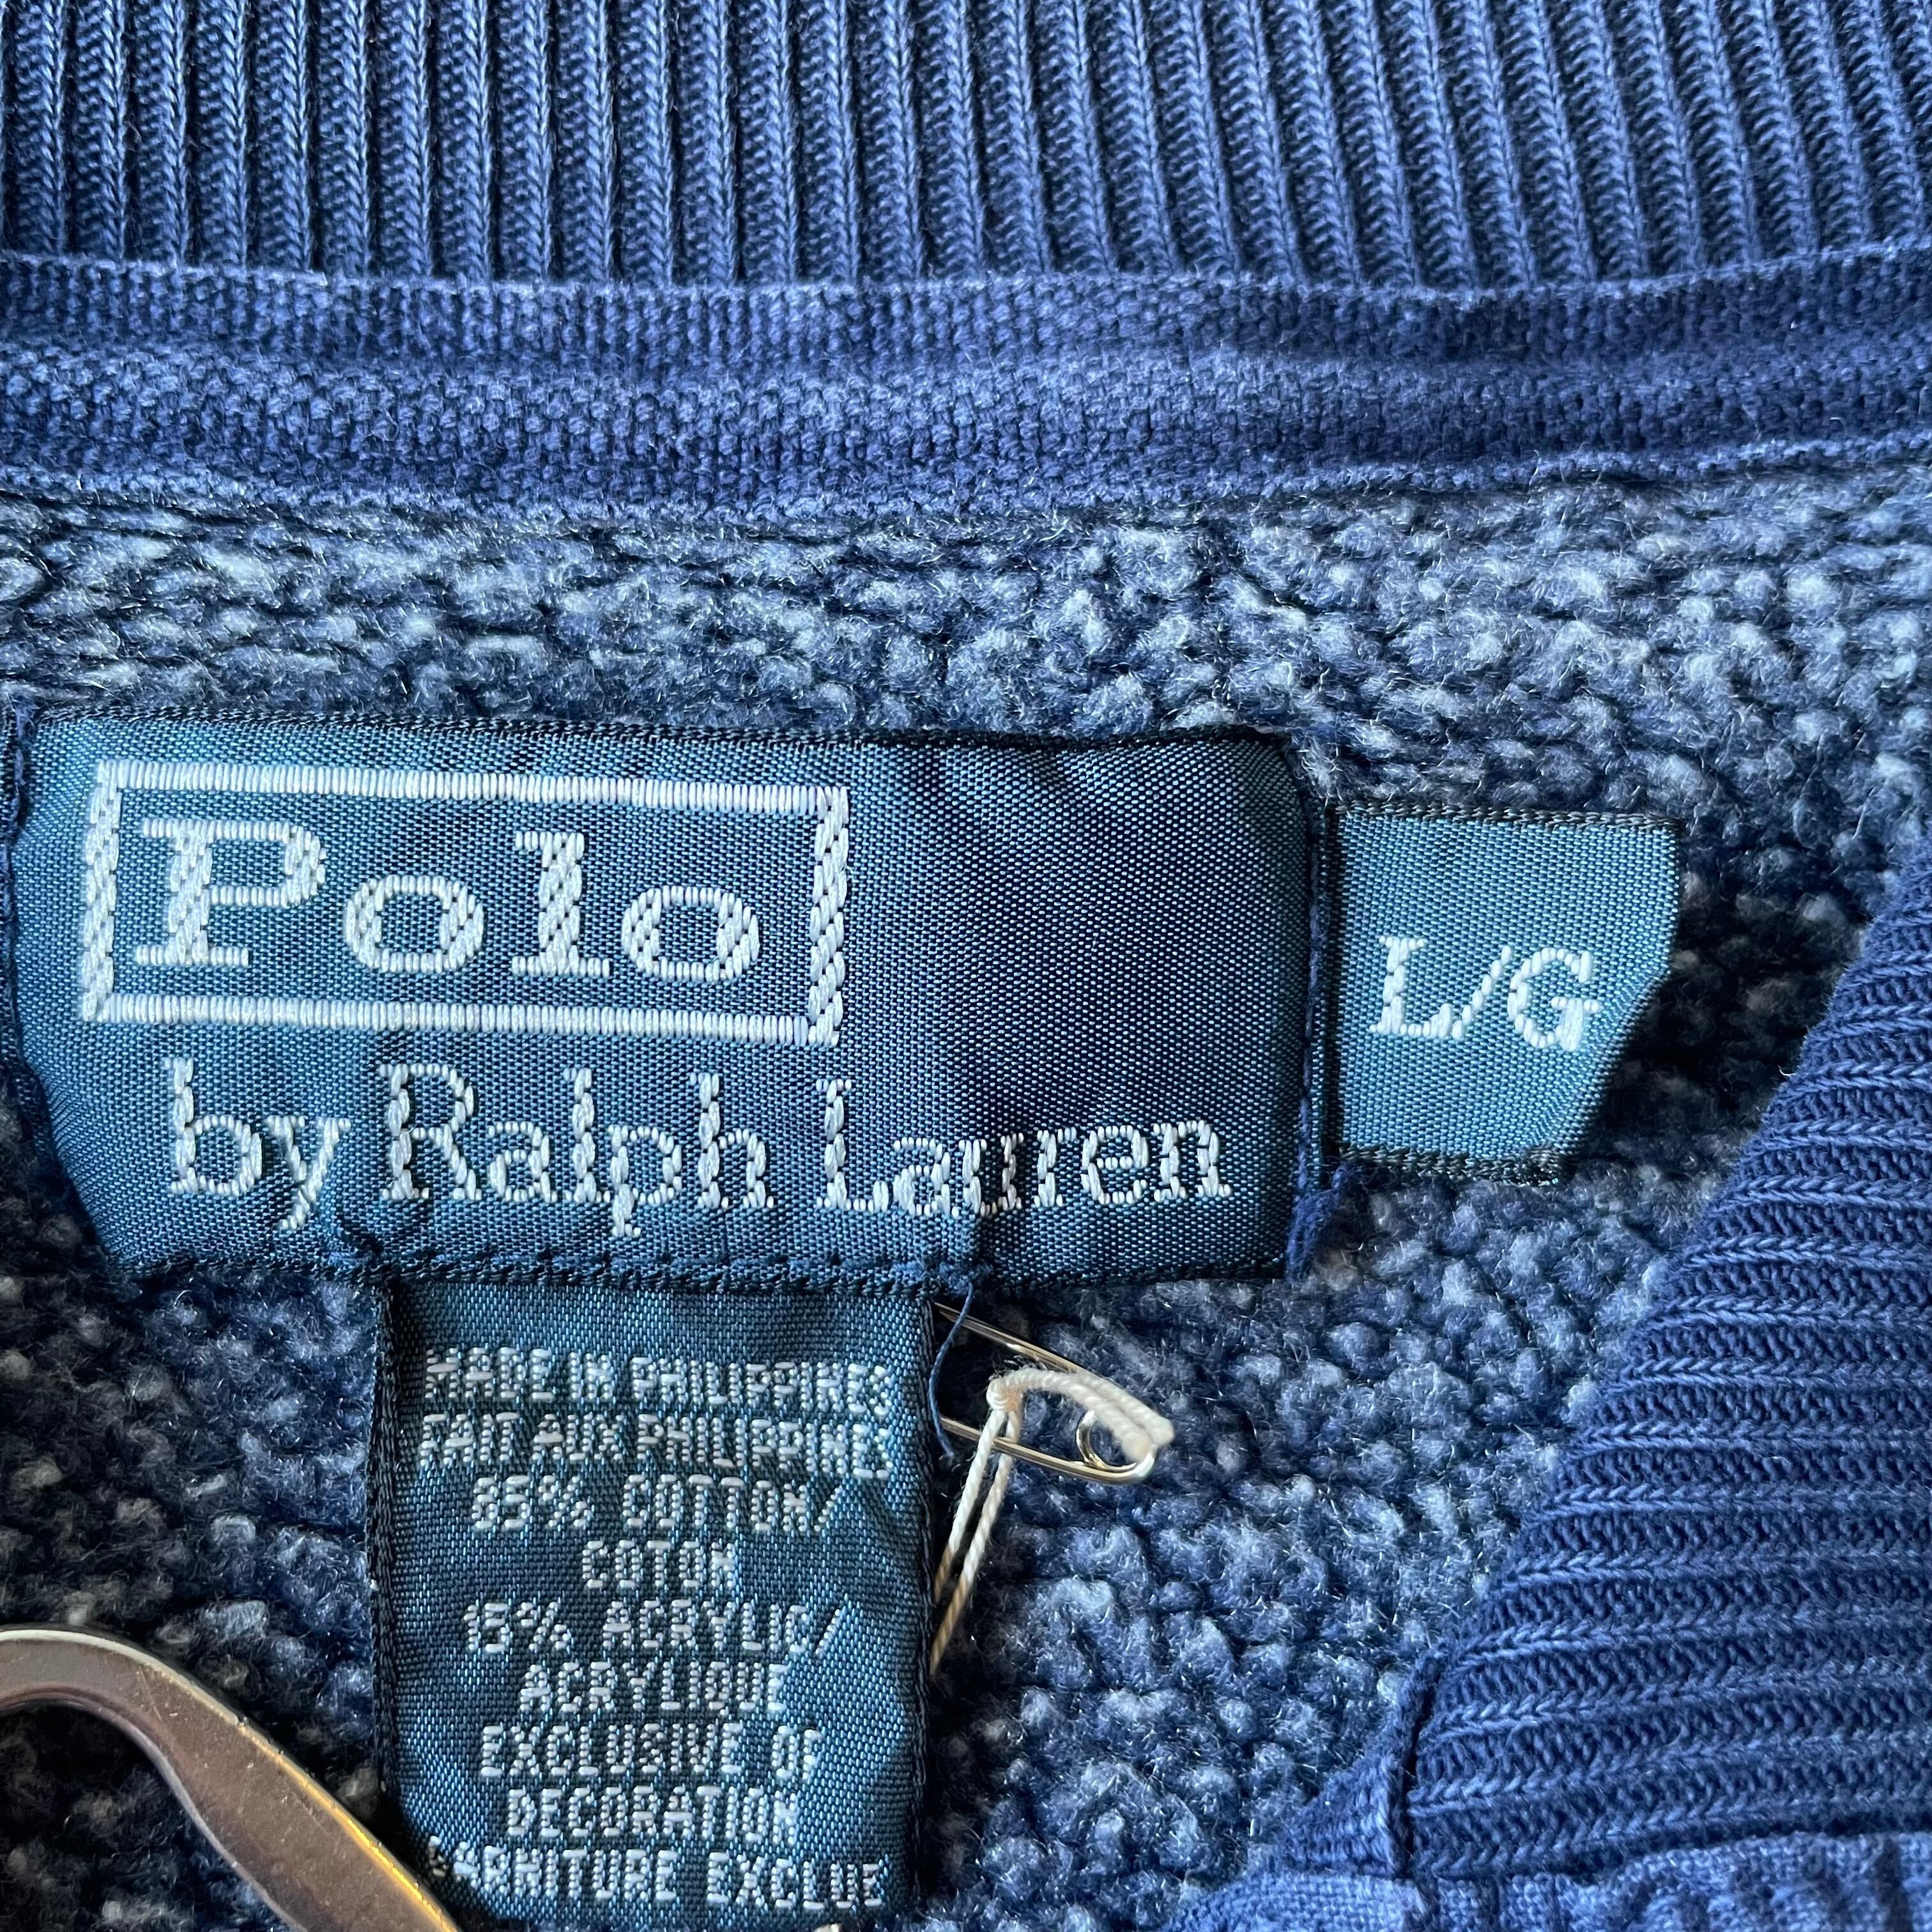 Polo
by Ralph Lauren
L/G
MADE IN PHILIPPINES
FAIT AUX PHILIPPINES
85% COTTON/
COTON
15% ACRYLIC/
ACRYLIQUE
EXCLUSIVE OF
DECORATION
GARNITURE EXCLUE